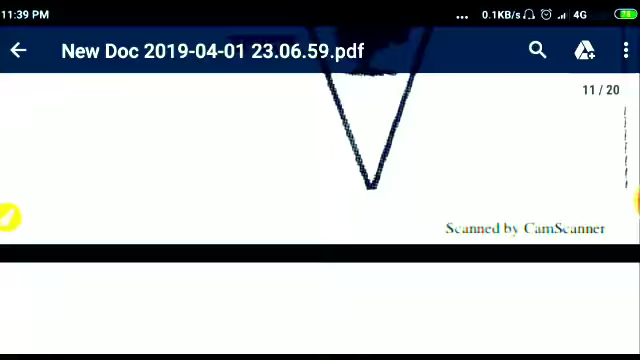 11:39 PM
... 0.1KB/s 4G 74
New Doc 2019-04-01 23.06.59.pdf
11 / 20
Scanned by CamScanner